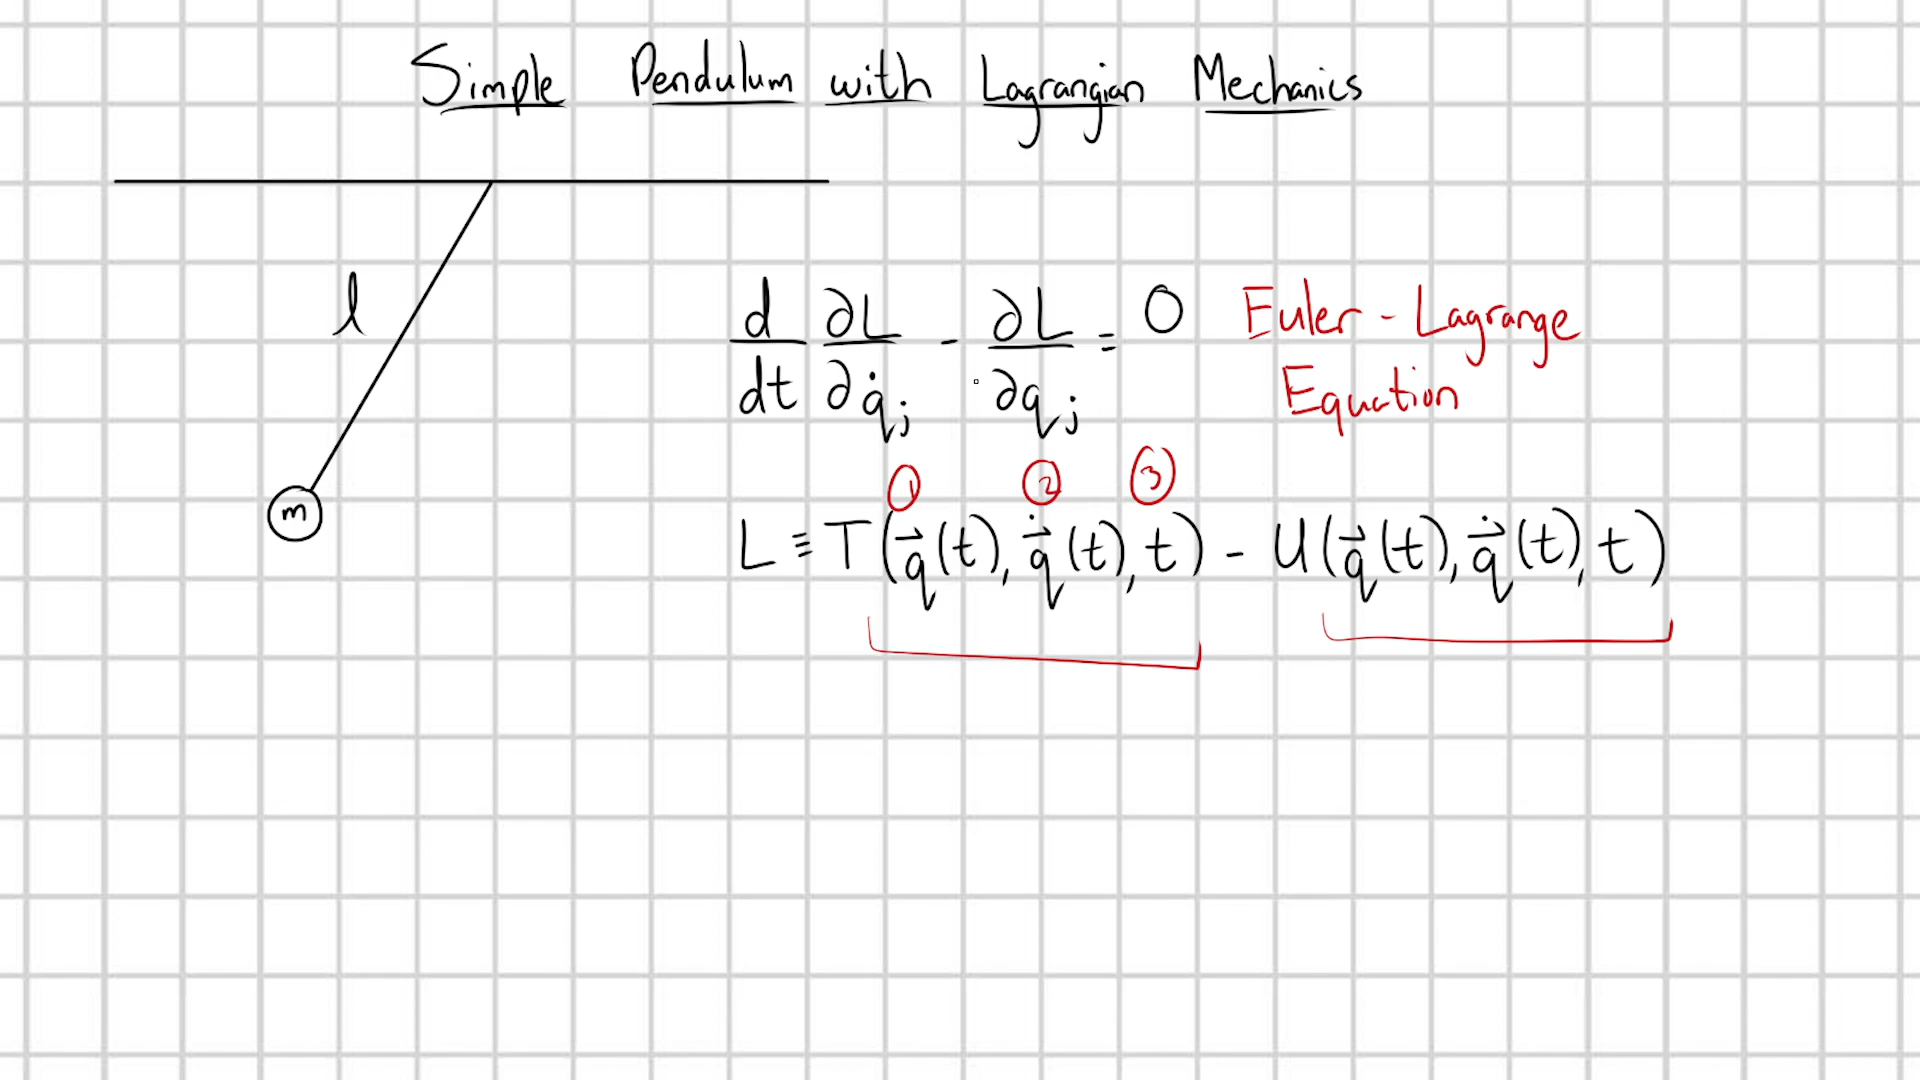 Simple Pendulum with Lagrangian Mechanics
l
m
d/dt ∂L/∂q̇ⱼ - ∂L/∂qⱼ = 0
Euler - Lagrange
Equation
① ② ③
L ≡ T(q⃗(t), q⃗̇(t), t) - U(q⃗(t), q⃗̇(t), t)